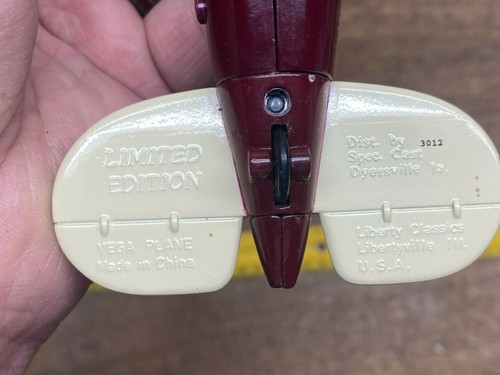 LIMITED
EDITION
VEGA PLANE
Made in China
Dist. by
3012
Spec. Cast
Dyersville Ia.
Liberty Classics
Libertyville Ill.
U.S.A.